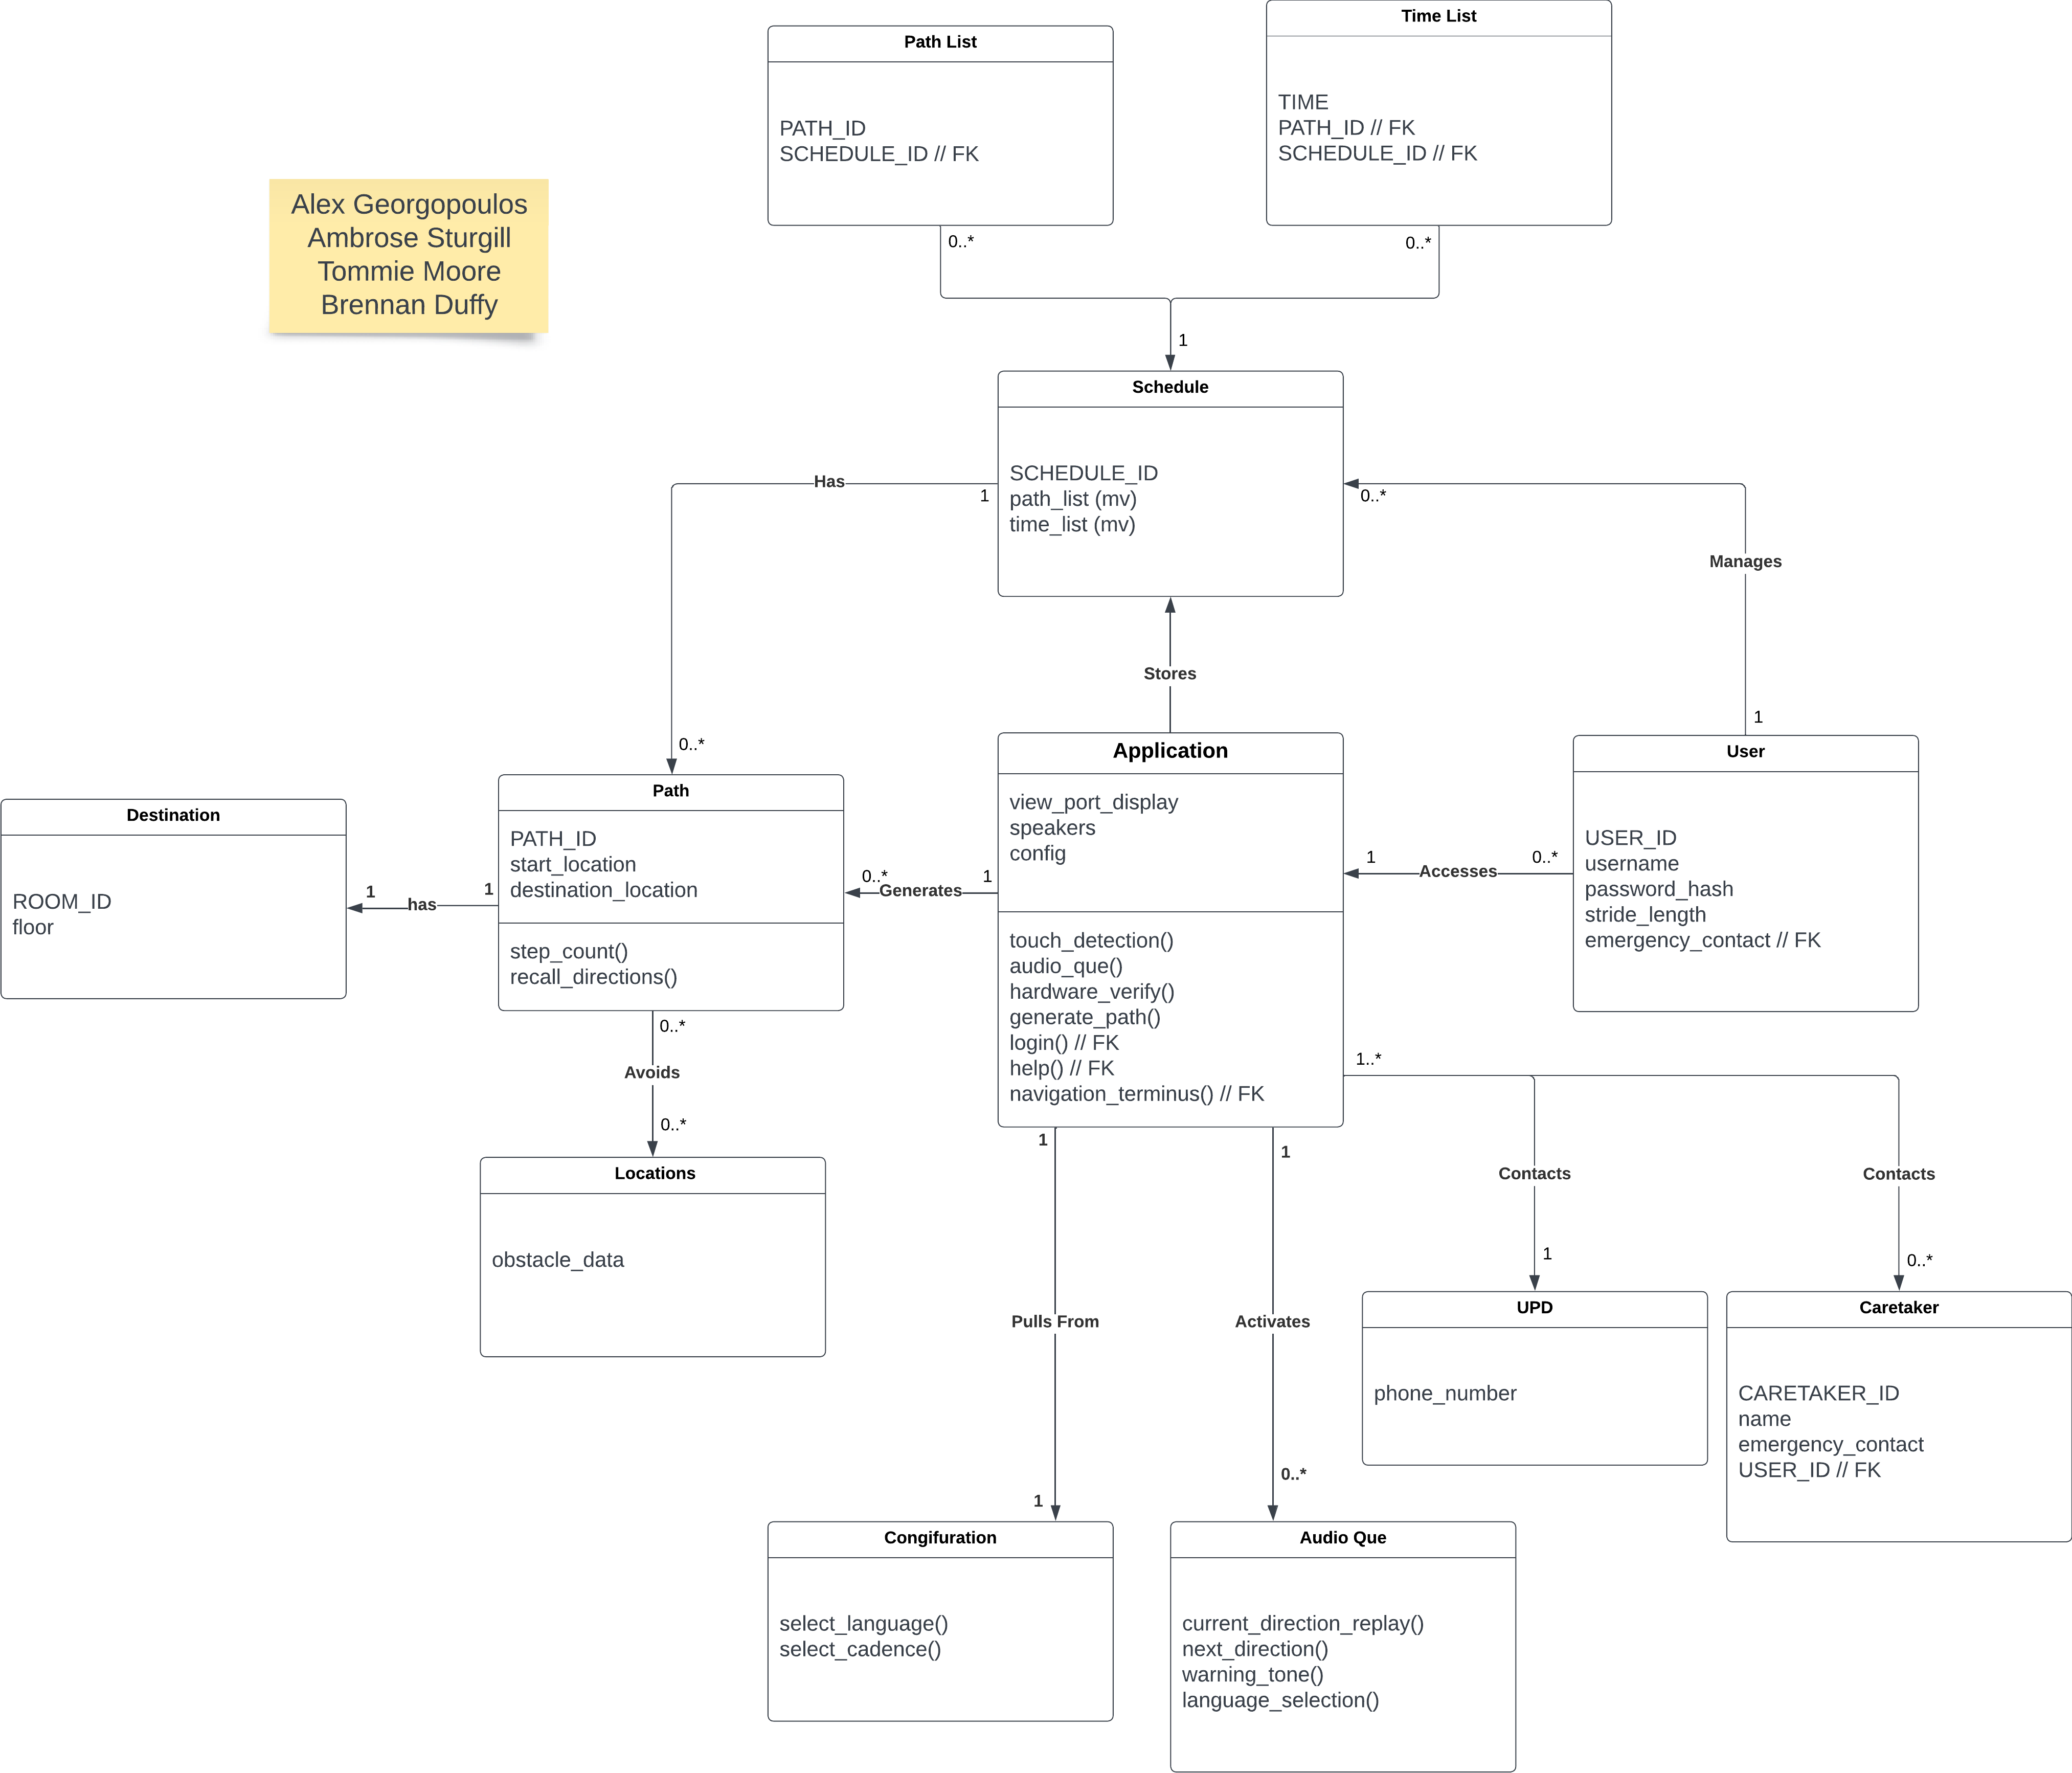 Time List
TIME
PATH_ID // FK
SCHEDULE_ID // FK
Path List
PATH_ID
SCHEDULE_ID // FK
Alex Georgopoulos
Ambrose Sturgill
Tommie Moore
Brennan Duffy
0..*
0..*
1
Schedule
SCHEDULE_ID
path_list (mv)
time_list (mv)
Has
1
0..*
0..*
Manages
1
Stores
Destination
ROOM_ID
floor
1
has
1
Path
PATH_ID
start_location
destination_location
step_count()
recall_directions()
0..*
Generates
1
Application
view_port_display
speakers
config
touch_detection()
audio_que()
hardware_verify()
generate_path()
login() // FK
help() // FK
navigation_terminus() // FK
1
Accesses
0..*
User
USER_ID
username
password_hash
stride_length
emergency_contact // FK
0..*
Avoids
0..*
Locations
obstacle_data
1..*
Contacts
1
Contacts
0..*
UPD
phone_number
Caretaker
CARETAKER_ID
name
emergency_contact
USER_ID // FK
1
Pulls From
1
1
Activates
0..*
Congifuration
select_language()
select_cadence()
Audio Que
current_direction_replay()
next_direction()
warning_tone()
language_selection()